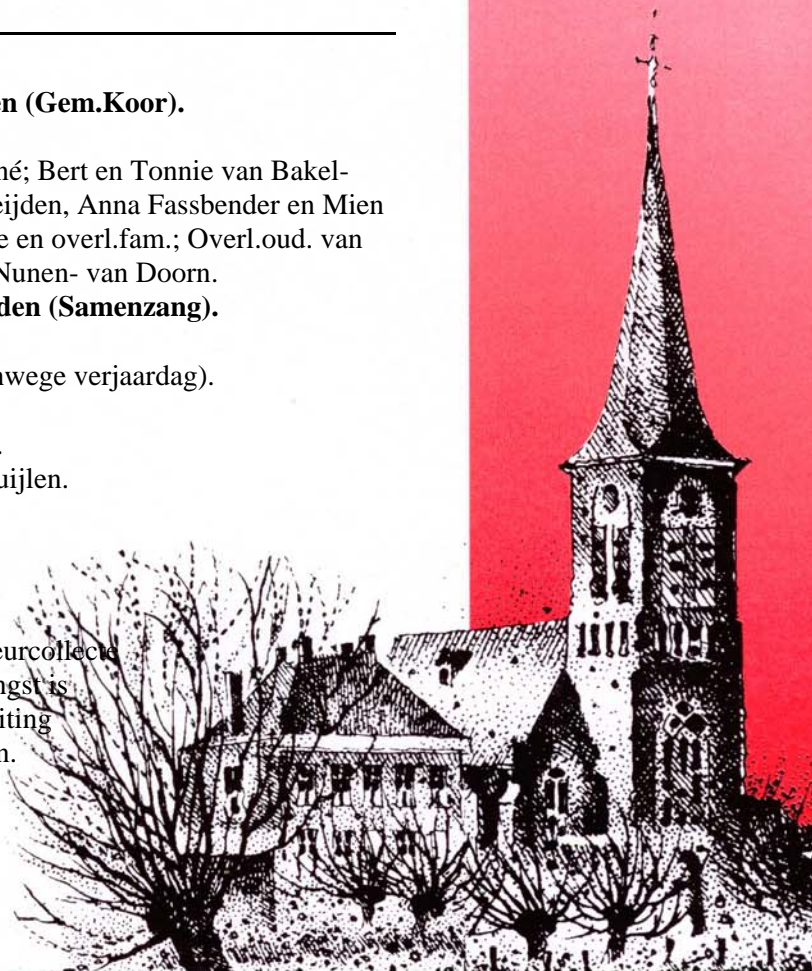 en (Gem.Koor).
né; Bert en Tonnie van Bakel-
eijden, Anna Fassbender en Mien
e en overl.fam.; Overl.oud. van
Nunen- van Doorn.
den (Samenzang).
nwege verjaardag).
.
uijlen.
eurcollecte
ngst is
iting
n.